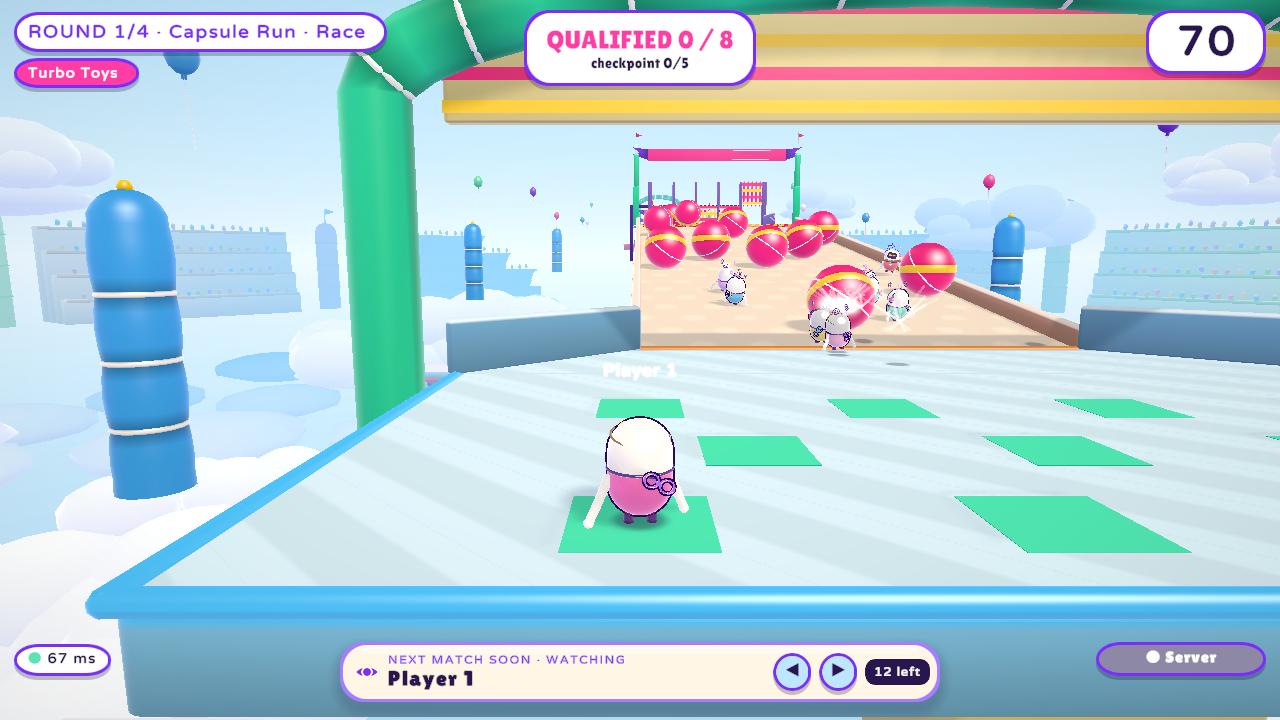 ROUND 1/4 · Capsule Run · Race
Turbo Toys
QUALIFIED 0 / 8
checkpoint 0/5
70
Player 1
67 ms
NEXT MATCH SOON · WATCHING
Player 1
12 left
Server